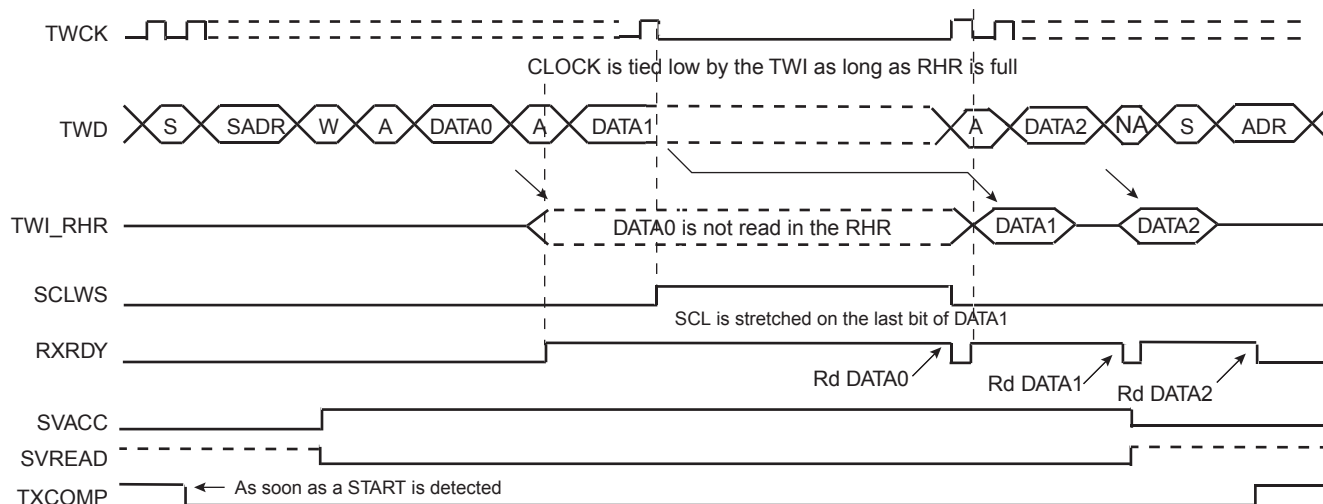 TWCK
CLOCK is tied low by the TWI as long as RHR is full
TWD S SADR W A DATA0 A DATA1 A DATA2 NA S ADR
TWI_RHR DATA0 is not read in the RHR DATA1 DATA2
SCLWS
SCL is stretched on the last bit of DATA1
RXRDY
Rd DATA0 Rd DATA1 Rd DATA2
SVACC
SVREAD
As soon as a START is detected
TXCOMP